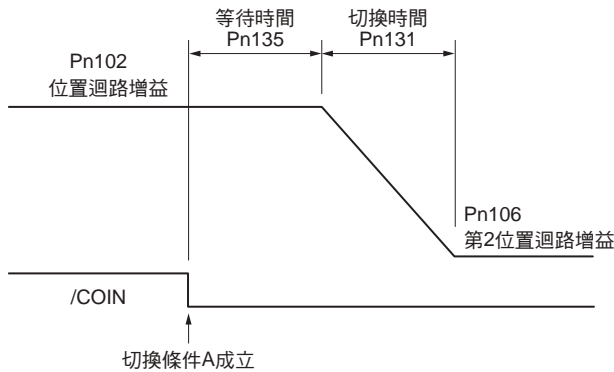 等待時間
Pn135
切換時間
Pn131
Pn102
位置迴路增益
Pn106
第2位置迴路增益
/COIN
切換條件A成立